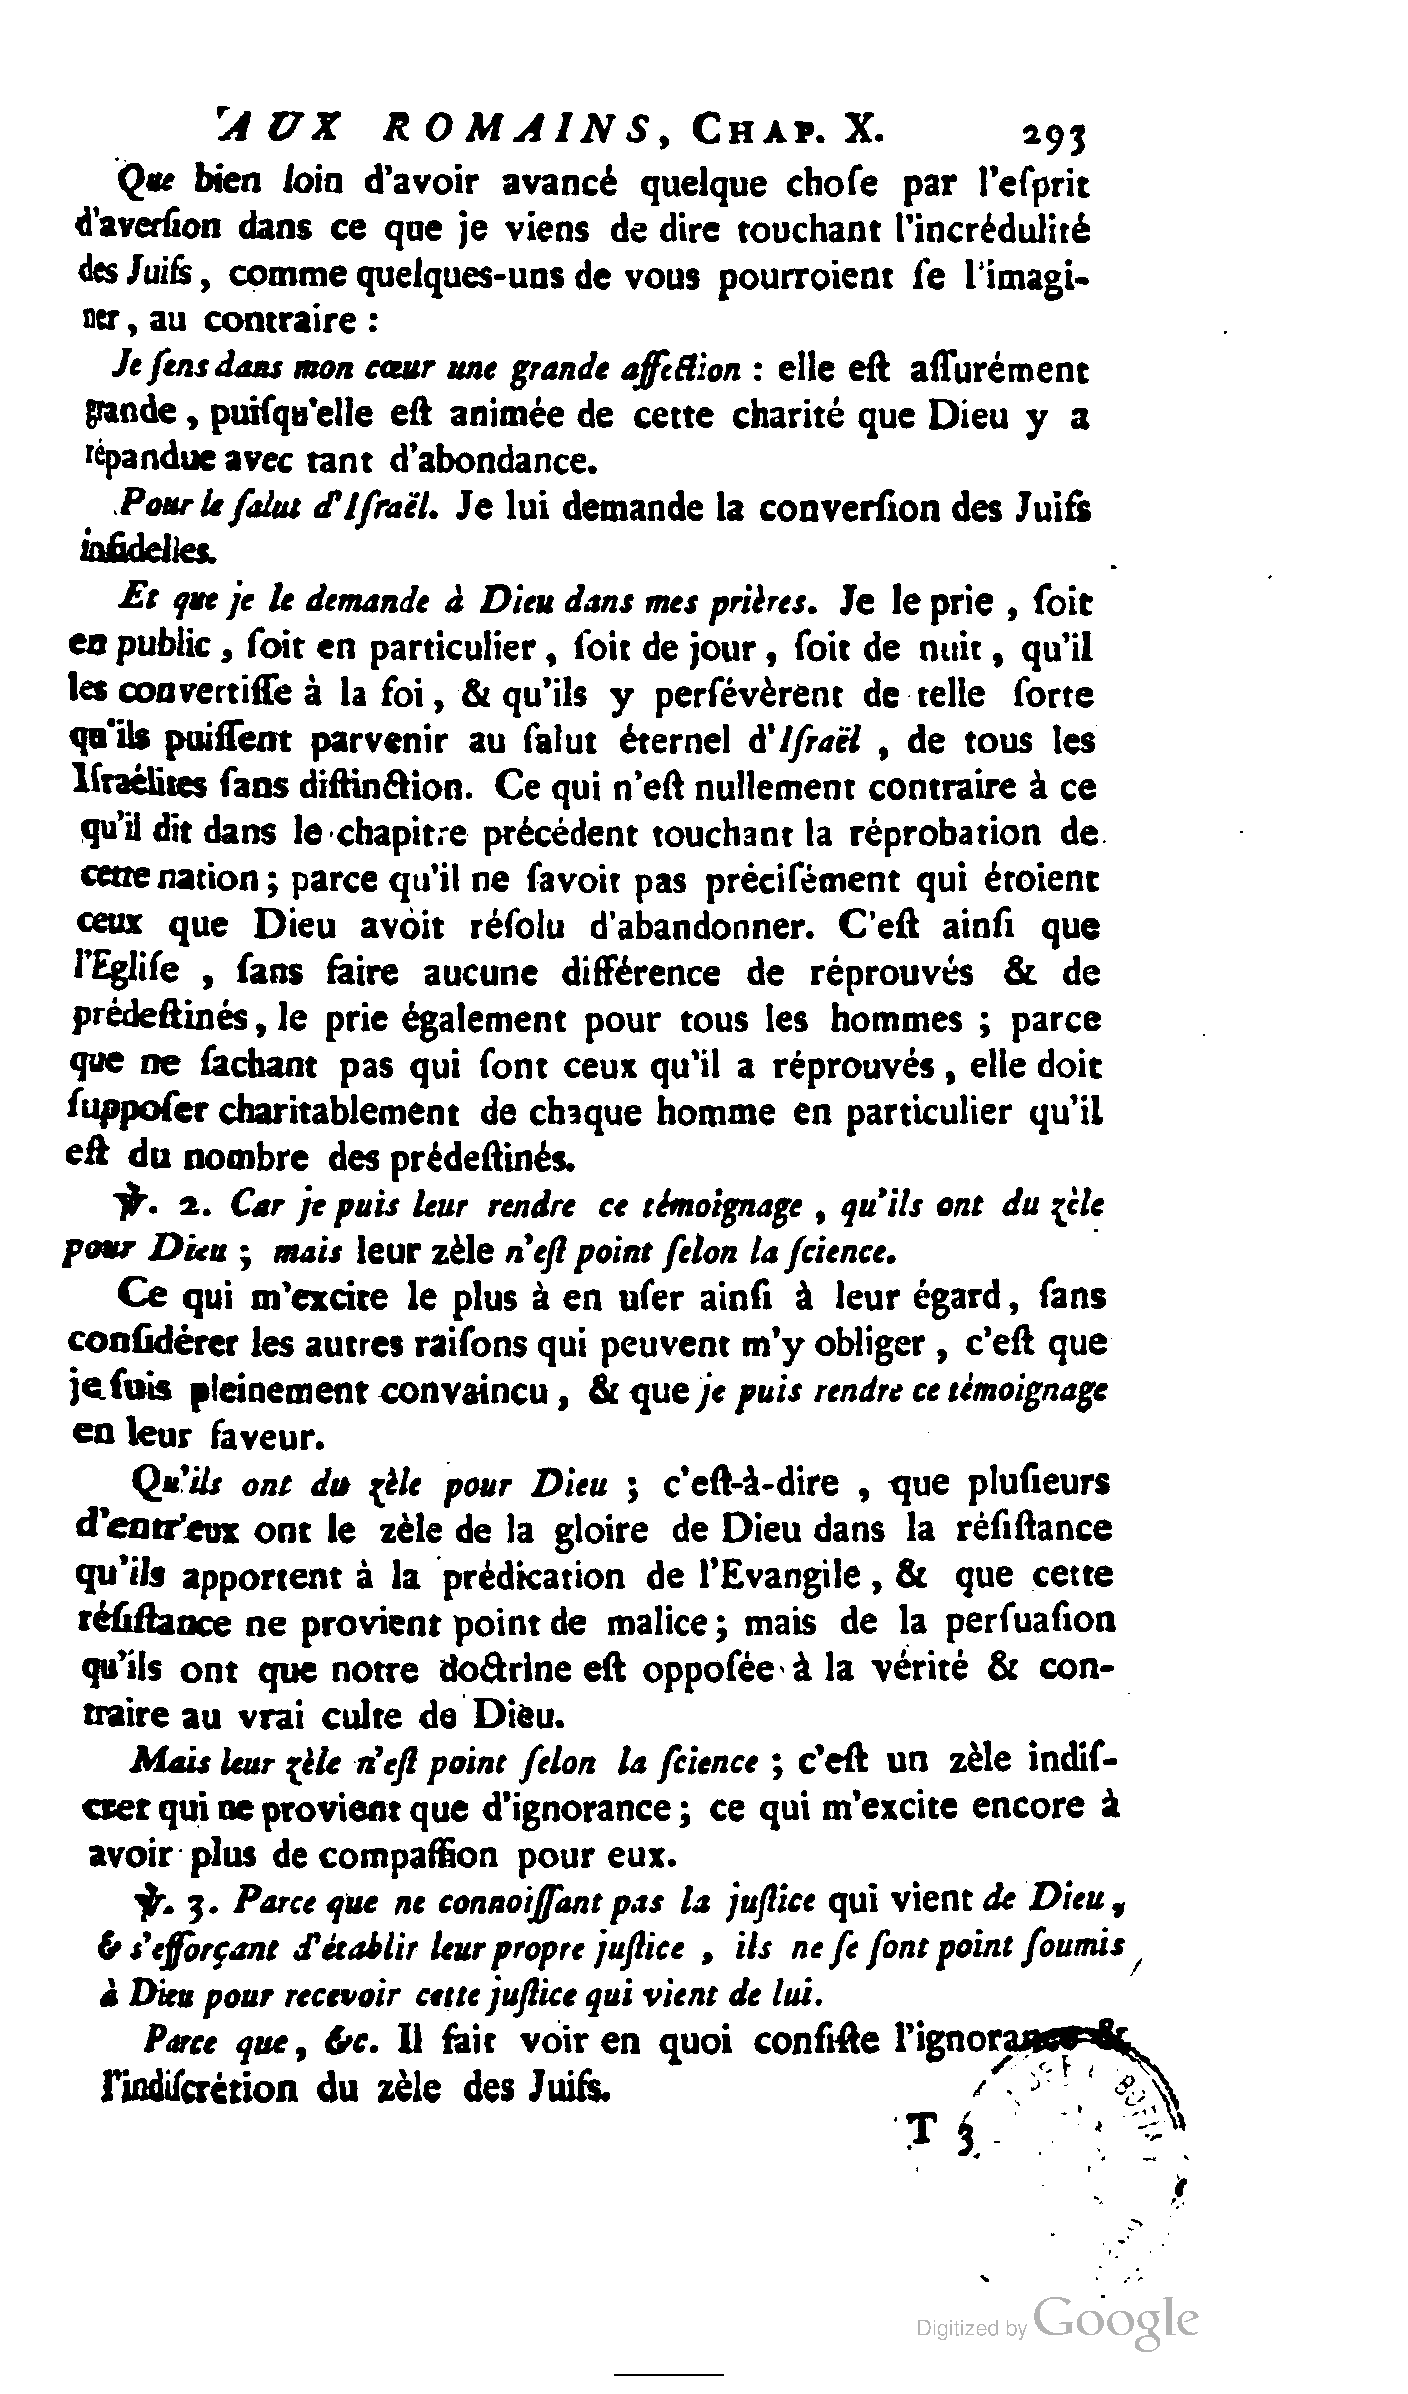 AUX ROMAINS, CHAP. X. 293
Que bien loin d'avoir avancé quelque choſe par l'eſprit
d'averſion dans ce que je viens de dire touchant l'incrédulité
des Juifs, comme quelques-uns de vous pourroient ſe l'imagi-
ner, au contraire :
Je ſens dans mon cœur une grande affection : elle eſt aſſurément
grande, puiſqu'elle eſt animée de cette charité que Dieu y a
répandue avec tant d'abondance.
Pour le ſalut d'Iſraël. Je lui demande la converſion des Juifs
infidelles.
Et que je le demande à Dieu dans mes prières. Je le prie, ſoit
en public, ſoit en particulier, ſoit de jour, ſoit de nuit, qu'il
les convertiſſe à la foi, & qu'ils y perſévèrent de telle ſorte
qu'ils puiſſent parvenir au ſalut éternel d'Iſraël, de tous les
Iſraélites ſans diſtinction. Ce qui n'eſt nullement contraire à ce
qu'il dit dans le chapitre précédent touchant la réprobation de
cette nation; parce qu'il ne ſavoit pas préciſément qui étoient
ceux que Dieu avoit réſolu d'abandonner. C'eſt ainſi que
l'Egliſe, ſans faire aucune différence de réprouvés & de
prédeſtinés, le prie également pour tous les hommes ; parce
que ne ſachant pas qui ſont ceux qu'il a réprouvés, elle doit
ſuppoſer charitablement de chaque homme en particulier qu'il
eſt du nombre des prédeſtinés.
℣. 2. Car je puis leur rendre ce témoignage, qu'ils ont du zèle
pour Dieu ; mais leur zèle n'eſt point ſelon la ſcience.
Ce qui m'excite le plus à en uſer ainſi à leur égard, ſans
conſidérer les autres raiſons qui peuvent m'y obliger, c'eſt que
je ſuis pleinement convaincu, & que je puis rendre ce témoignage
en leur faveur.
Qu'ils ont du zèle pour Dieu ; c'eſt-à-dire, que pluſieurs
d'entr'eux ont le zèle de la gloire de Dieu dans la réſiſtance
qu'ils apportent à la prédication de l'Evangile, & que cette
réſiſtance ne provient point de malice; mais de la perſuaſion
qu'ils ont que notre doctrine eſt oppoſée à la vérité & con-
traire au vrai culte de Dieu.
Mais leur zèle n'eſt point ſelon la ſcience ; c'eſt un zèle indiſ-
cret qui ne provient que d'ignorance; ce qui m'excite encore à
avoir plus de compaſſion pour eux.
℣. 3. Parce que ne connoiſſant pas la juſtice qui vient de Dieu,
& s'efforçant d'établir leur propre juſtice, ils ne ſe ſont point ſoumis
à Dieu pour recevoir cette juſtice qui vient de lui.
Parce que, &c. Il fait voir en quoi conſiſte l'ignorance &
l'indiſcrétion du zèle des Juifs.
T 3
Digitized by Google